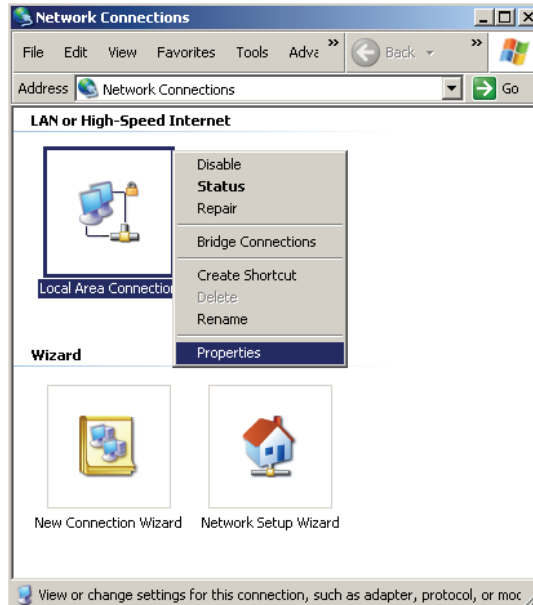 Network Connections
File Edit View Favorites Tools Adva » Back »
Address Network Connections Go
LAN or High-Speed Internet
Local Area Connection
Disable
Status
Repair
Bridge Connections
Create Shortcut
Delete
Rename
Properties
Wizard
New Connection Wizard Network Setup Wizard
View or change settings for this connection, such as adapter, protocol, or moc